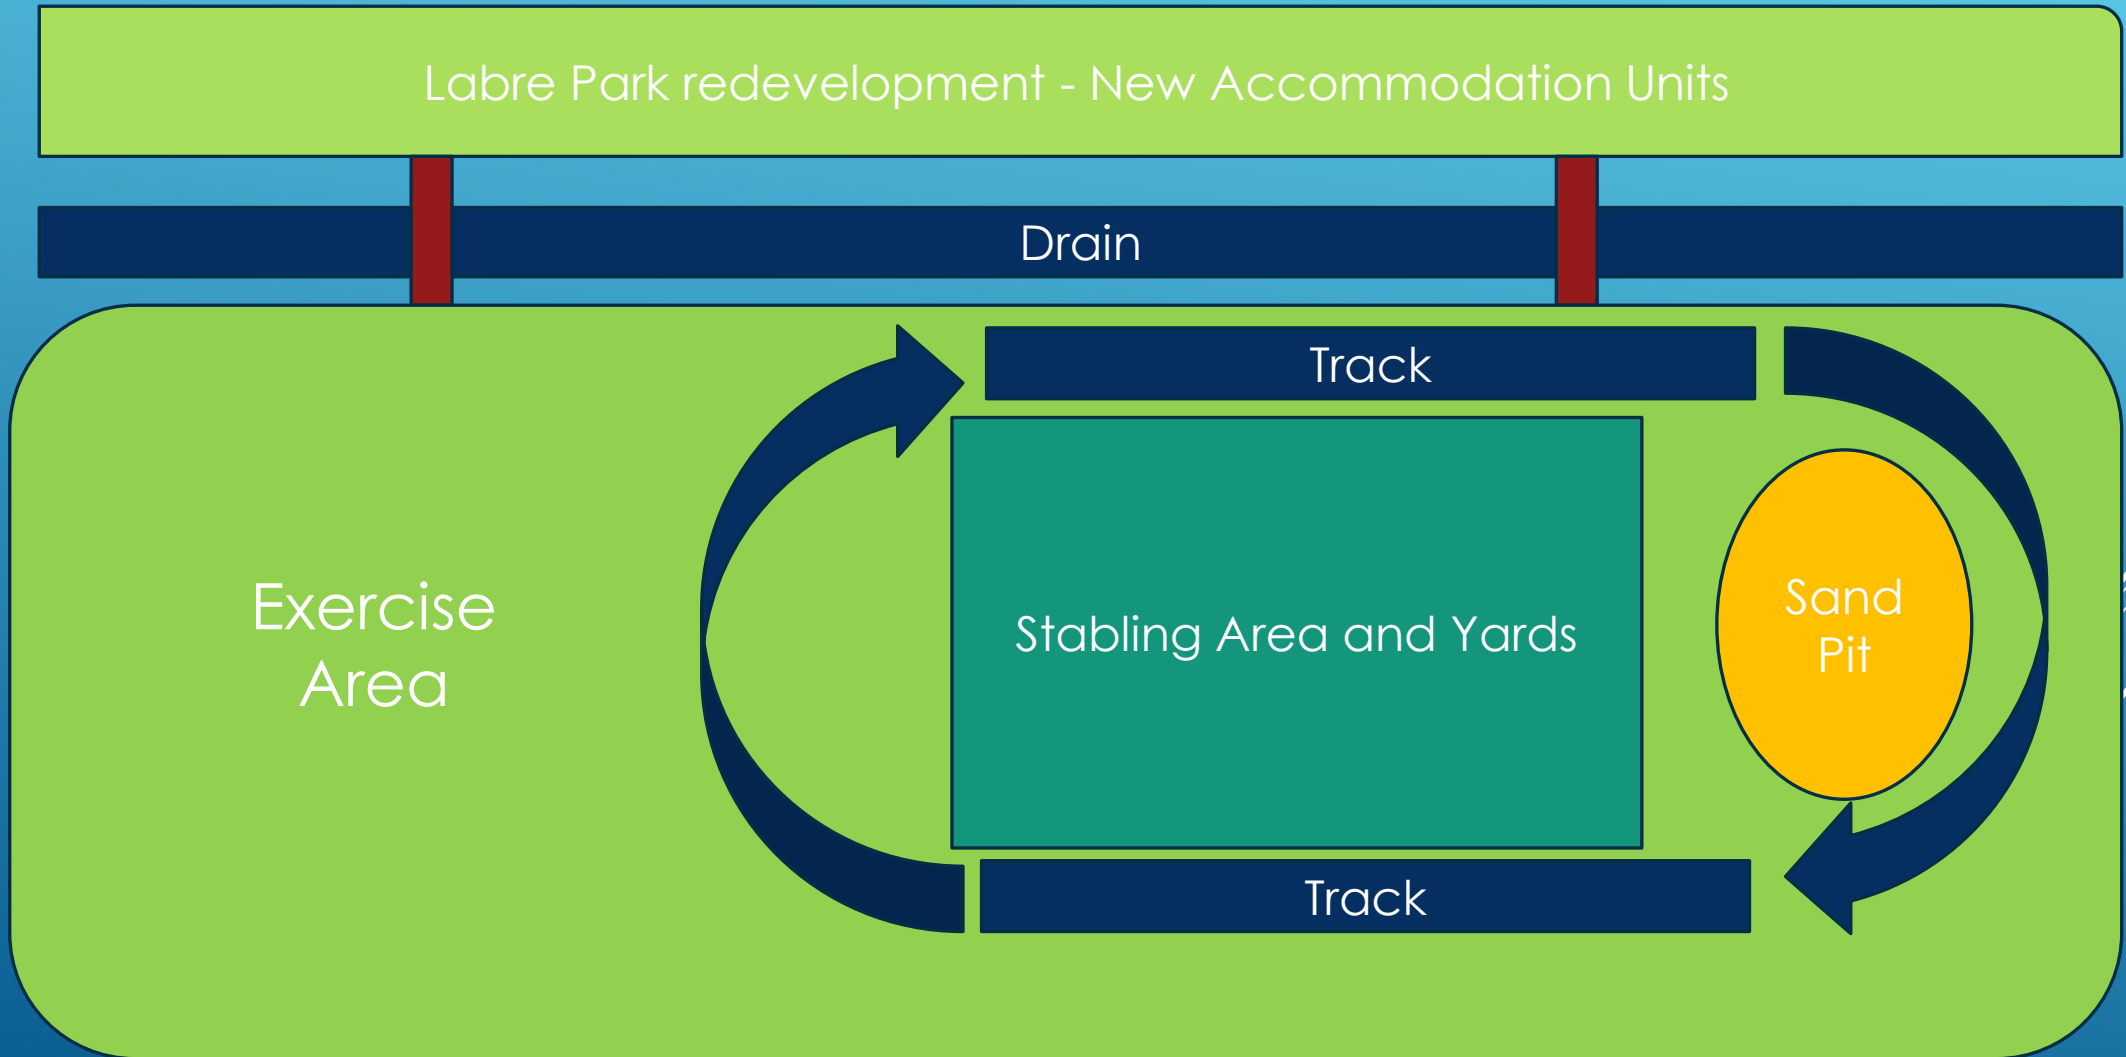 Labre Park redevelopment - New Accommodation Units
Drain
Track
Exercise
Area
Stabling Area and Yards
Sand
Pit
Track